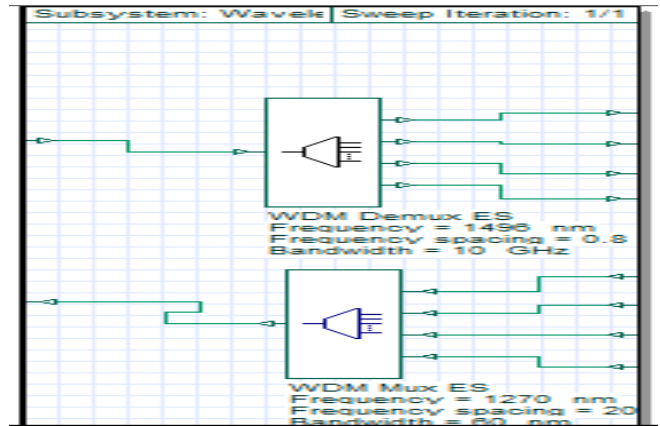 Subsystem: Wavele
Sweep Iteration: 1/1
WDM Demux ES
Frequency = 1496 nm
Frequency spacing = 0.8
Bandwidth = 10 GHz
WDM Mux ES
Frequency = 1270 nm
Frequency spacing = 20
Bandwidth = 60 nm